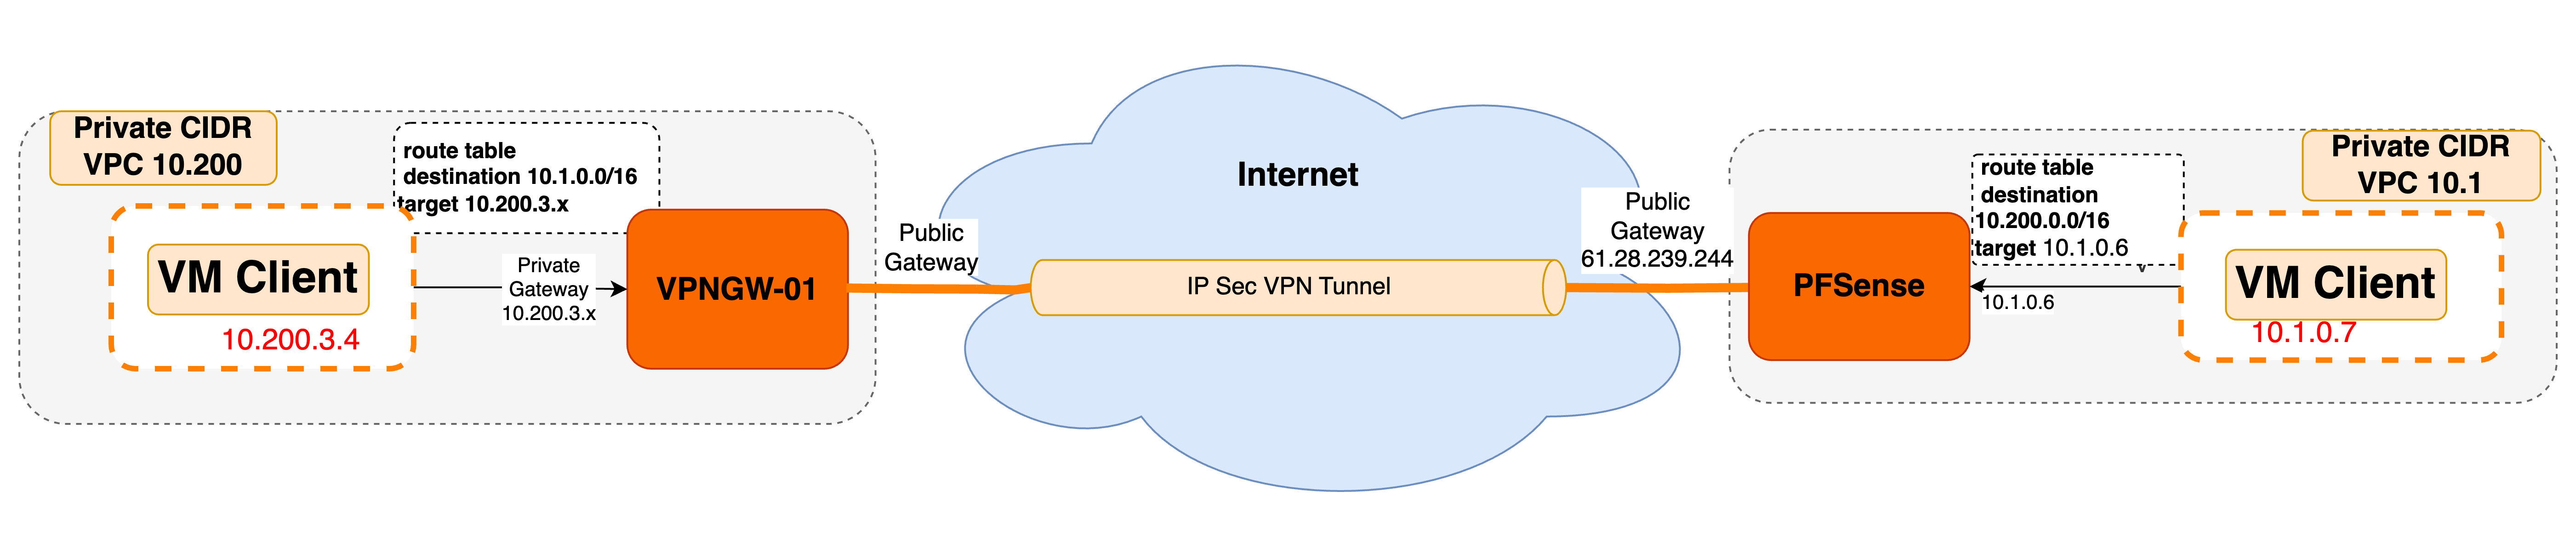 Private CIDR
VPC 10.200
route table
destination 10.1.0.0/16
target 10.200.3.x
VM Client
10.200.3.4
Private
Gateway
10.200.3.x
VPNGW-01
Public
Gateway
Internet
IP Sec VPN Tunnel
Public
Gateway
61.28.239.244
PFSense
route table
destination
10.200.0.0/16
target 10.1.0.6
v
10.1.0.6
Private CIDR
VPC 10.1
VM Client
10.1.0.7